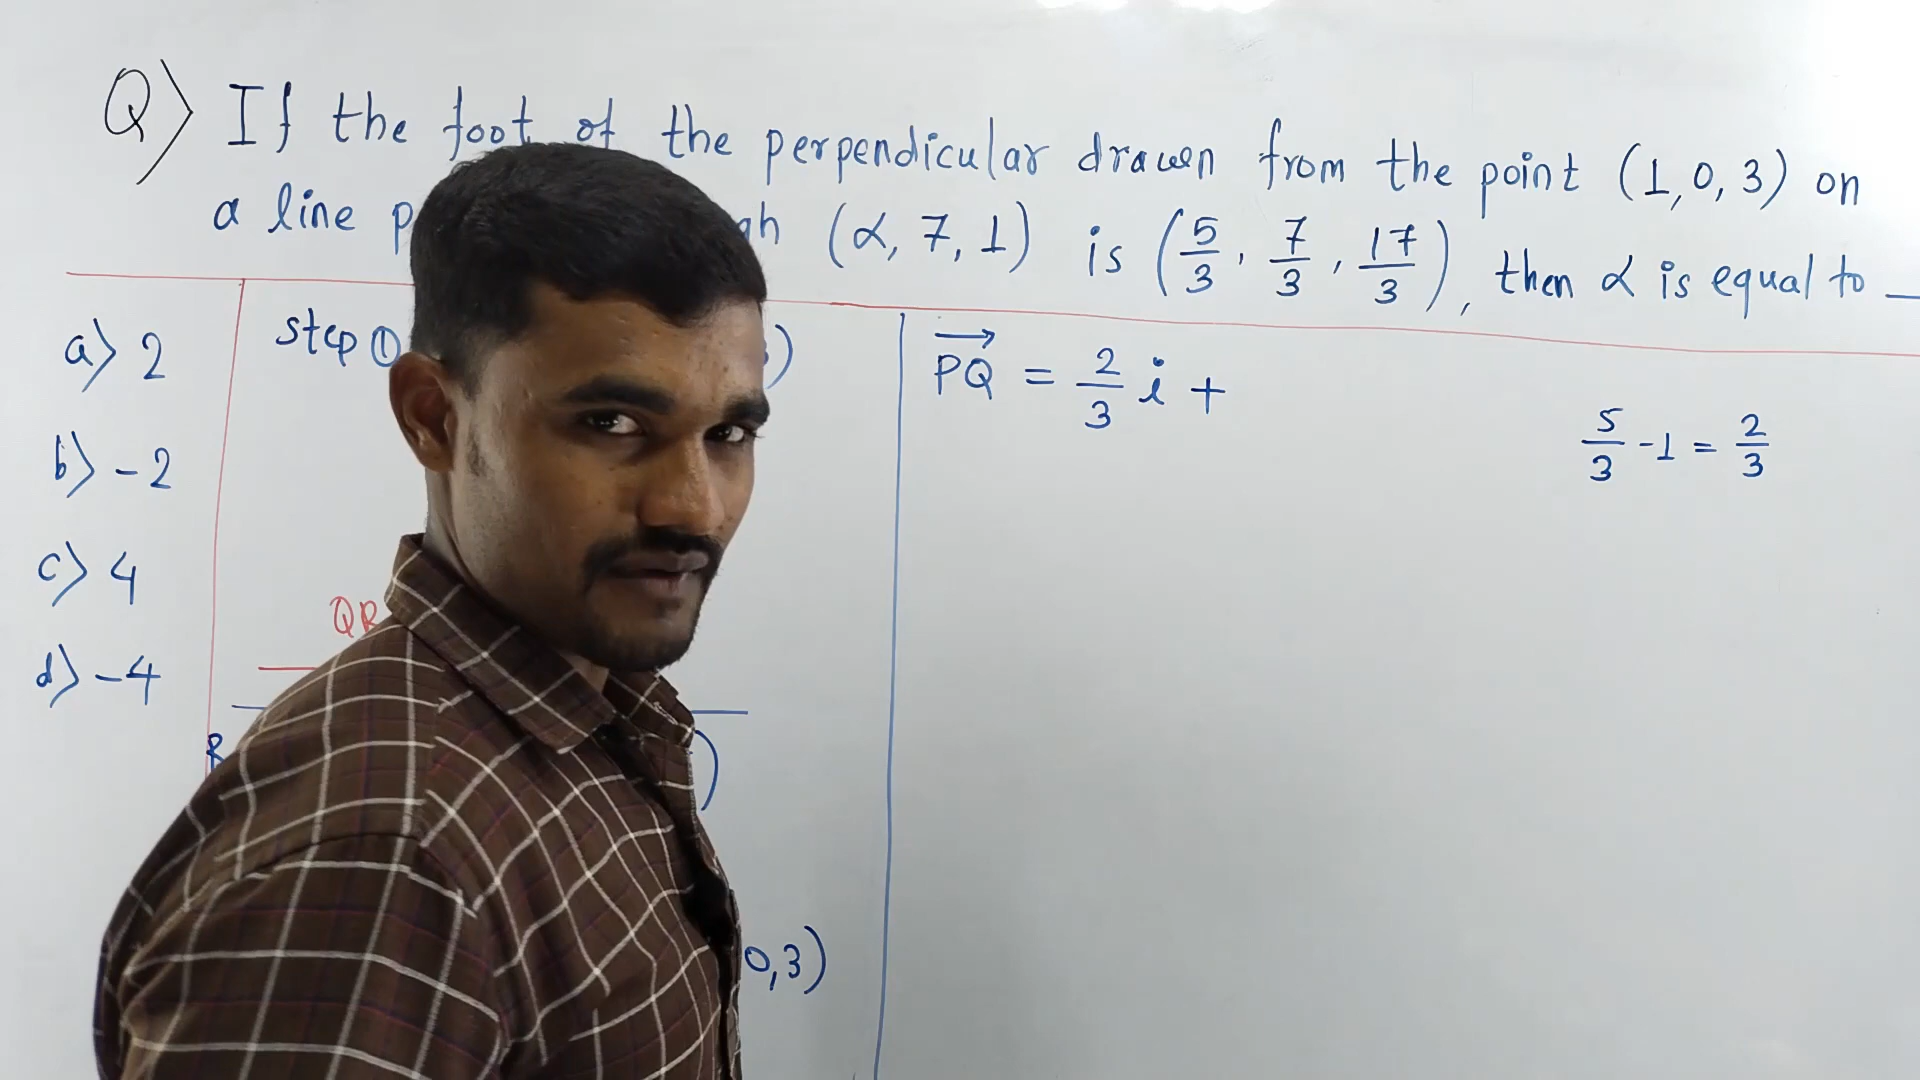 Q) If the foot of the perpendicular drawn from the point (1, 0, 3) on
a line (α, 7, 1) is (5/3, 7/3, 17/3), then α is equal to _
a) 2
b) -2
c) 4
d) -4
step ①
)
QR
R
)
0,3)
PQ→ = 2/3 i +
5/3 - 1 = 2/3